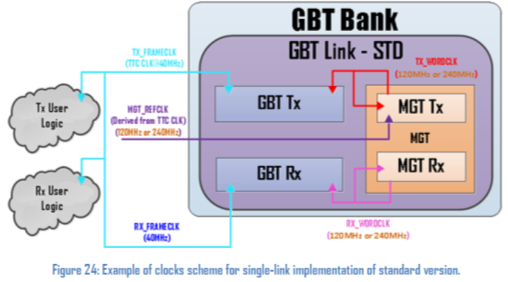 GBT Bank
GBT Link - STD
TX_FRAMECLK
(TTC CLK@40MHz)
TX_WORDCLK
(120MHz or 240MHz)
Tx User
Logic
MGT_REFCLK
(Derived from TTC CLK)
(120MHz or 240MHz)
GBT Tx
MGT Tx
MGT
Rx User
Logic
GBT Rx
MGT Rx
RX_FRAMECLK
(40MHz)
RX_WORDCLK
(120MHz or 240MHz)
Figure 24: Example of clocks scheme for single-link implementation of standard version.